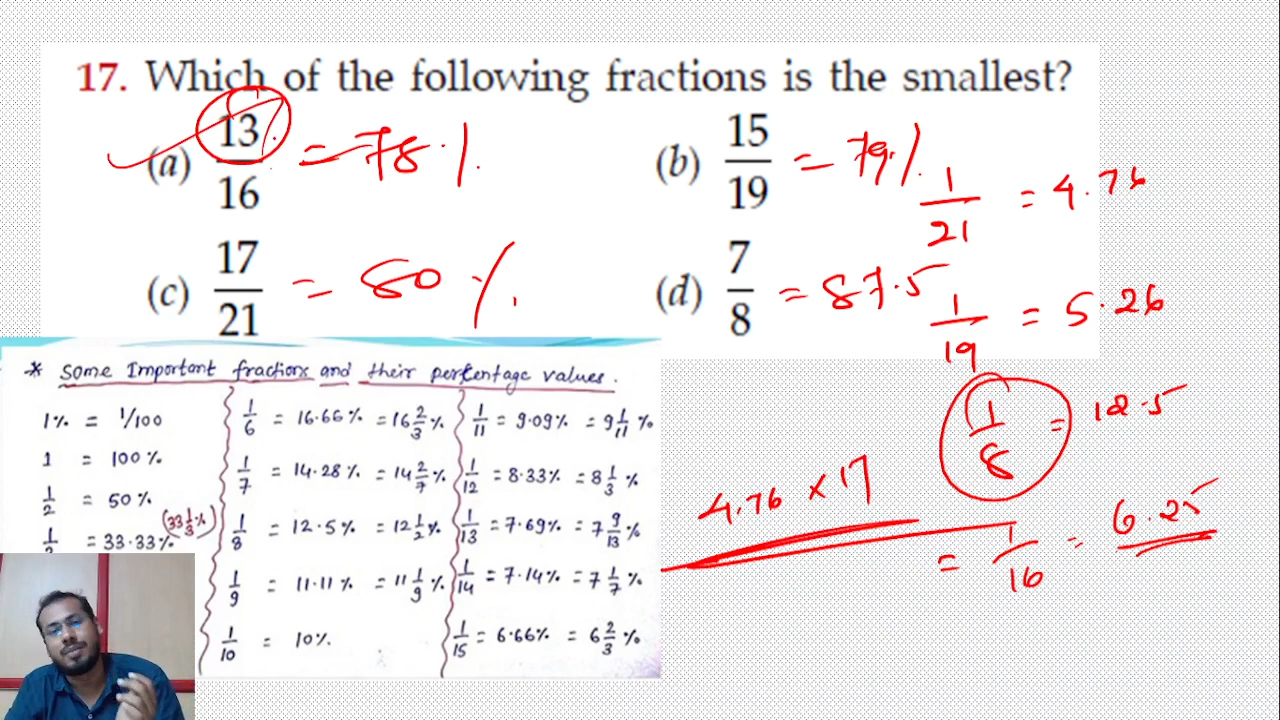 17. Which of the following fractions is the smallest?
(a) 13/16 = 78%
(b) 15/19 = 79%
1/21 = 4.76
(c) 17/21 = 80%
(d) 7/8 = 87.5
1/19 = 5.26
* Some Important fractions and their percentage values.
1% = 1/100
1 = 100%
1/2 = 50%
(33 1/3 %)
= 33.33%
1/6 = 16.66% = 16 2/3 %
1/7 = 14.28% = 14 2/7 %
1/8 = 12.5% = 12 1/2 %
1/9 = 11.11% = 11 1/9 %
1/10 = 10%
1/11 = 9.09% = 9 1/11 %
1/12 = 8.33% = 8 1/3 %
1/13 = 7.69% = 7 9/13 %
1/14 = 7.14% = 7 1/7 %
1/15 = 6.66% = 6 2/3 %
1/8 = 12.5
4.76 × 17
= 1/16 = 6.25